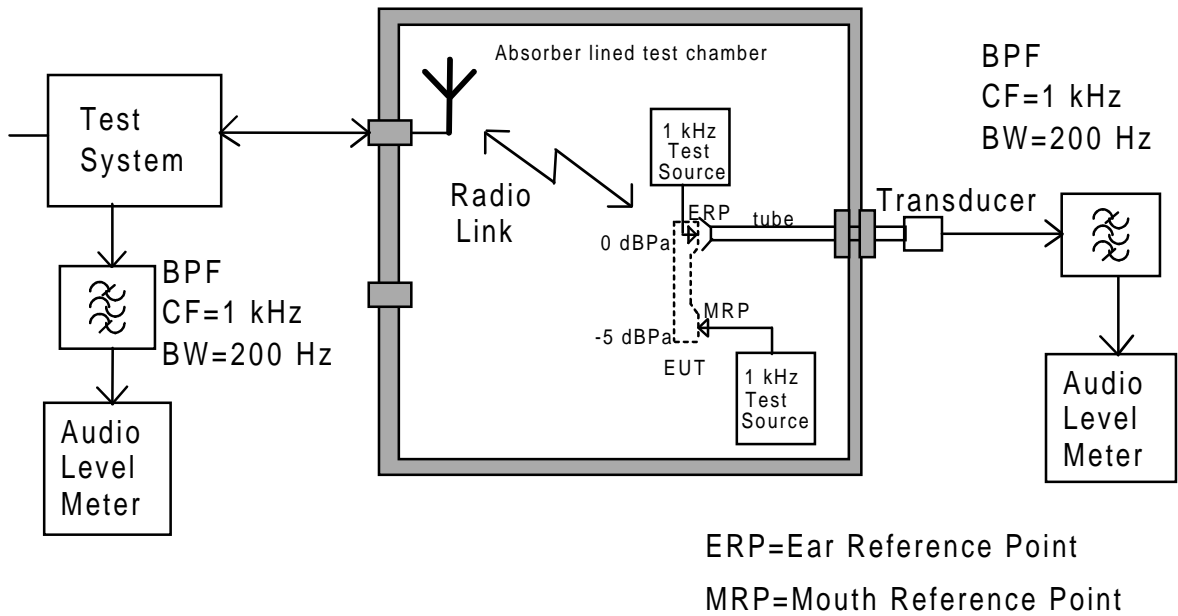 Absorber lined test chamber
Test
System
BPF
CF=1 kHz
BW=200 Hz
Audio
Level
Meter
Radio
Link
1 kHz
Test
Source
ERP
0 dBPa
tube
MRP
-5 dBPa
EUT
1 kHz
Test
Source
Transducer
BPF
CF=1 kHz
BW=200 Hz
Audio
Level
Meter
ERP=Ear Reference Point
MRP=Mouth Reference Point